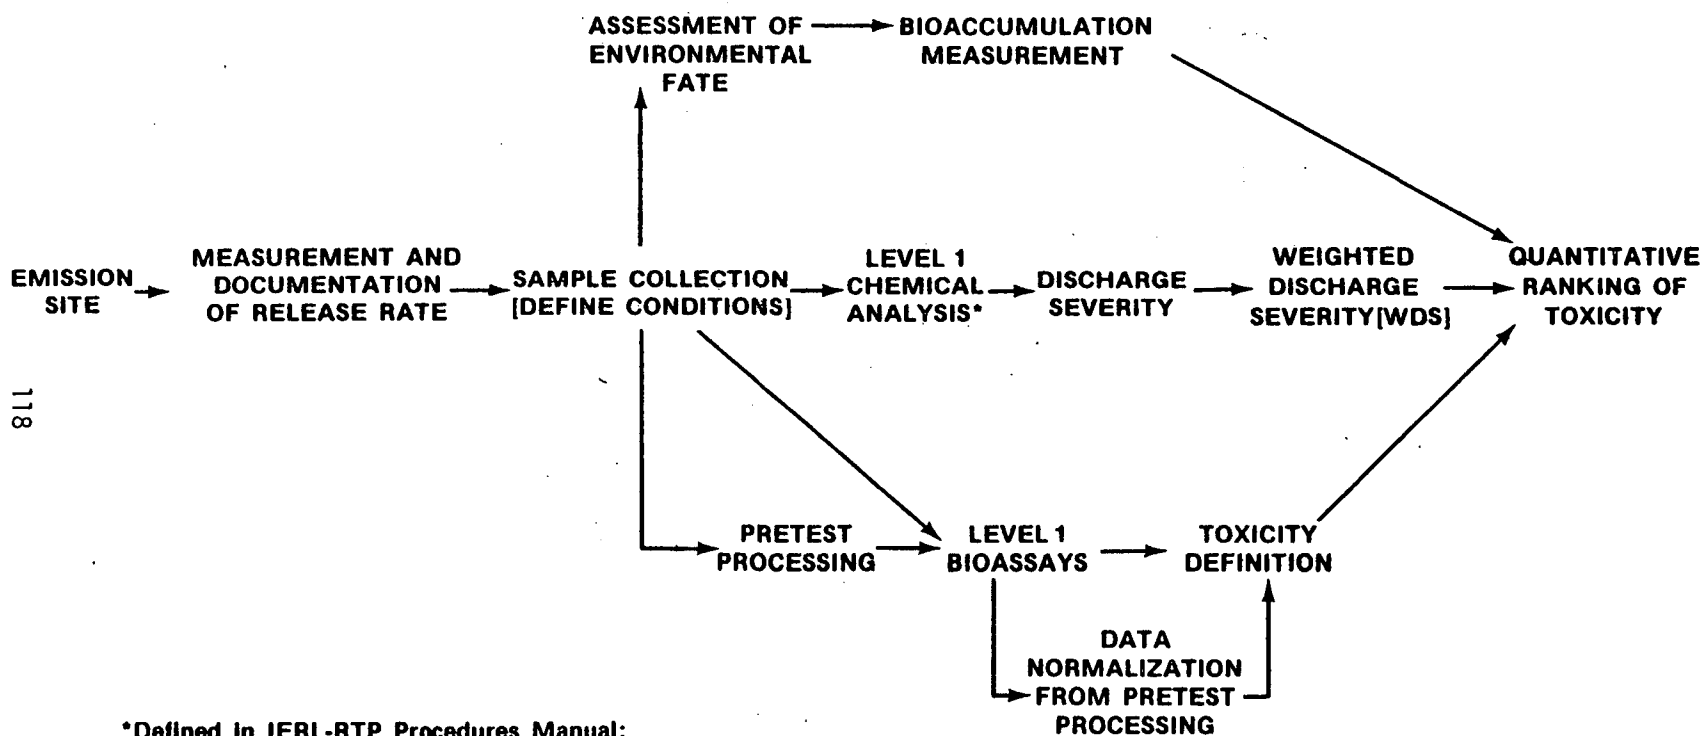 ASSESSMENT OF
ENVIRONMENTAL
FATE
BIOACCUMULATION
MEASUREMENT
EMISSION
SITE
MEASUREMENT AND
DOCUMENTATION
OF RELEASE RATE
SAMPLE COLLECTION
[DEFINE CONDITIONS]
LEVEL 1
CHEMICAL
ANALYSIS*
DISCHARGE
SEVERITY
WEIGHTED
DISCHARGE
SEVERITY[WDS]
QUANTITATIVE
RANKING OF
TOXICITY
118
PRETEST
PROCESSING
LEVEL 1
BIOASSAYS
TOXICITY
DEFINITION
DATA
NORMALIZATION
FROM PRETEST
PROCESSING
*Defined in IERL-RTP Procedures Manual: